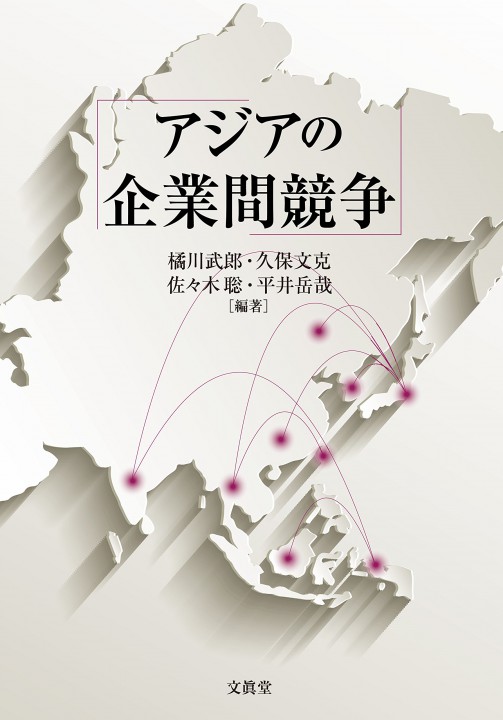 アジアの
企業間競争
橘川武郎・久保文克
佐々木 聡・平井岳哉
［編著］
文眞堂